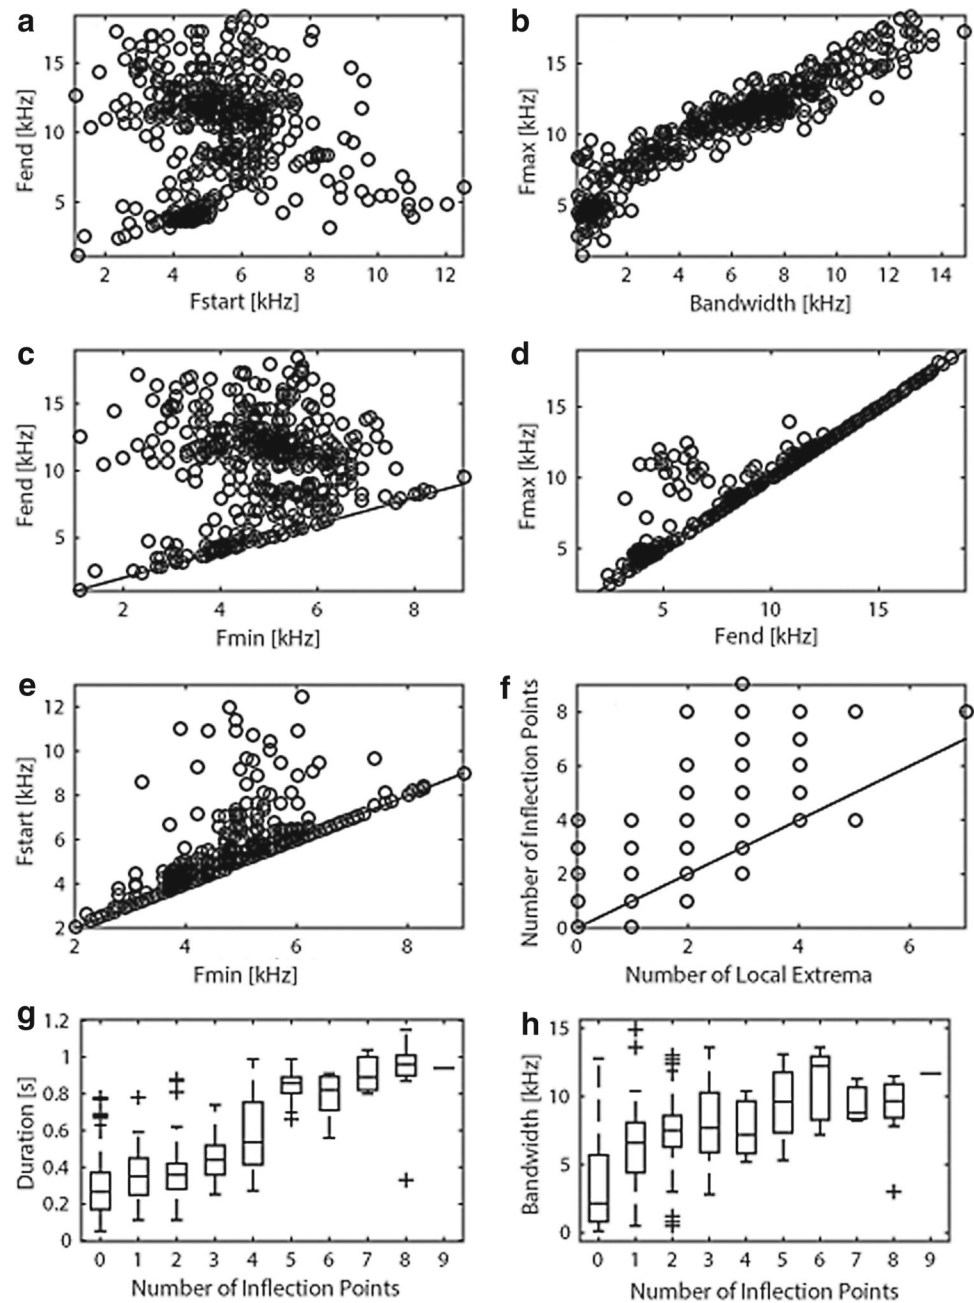 a
Fend [kHz]
15
10
5
2 4 6 8 10 12
Fstart [kHz]
b
Fmax [kHz]
15
10
5
2 4 6 8 10 12 14
Bandwidth [kHz]
c
Fend [kHz]
15
10
5
2 4 6 8
Fmin [kHz]
d
Fmax [kHz]
15
10
5
5 10 15
Fend [kHz]
e
Fstart [kHz]
12
10
8
6
4
2
2 4 6 8
Fmin [kHz]
f
Number of Inflection Points
8
6
4
2
0
0 2 4 6
Number of Local Extrema
g
Duration [s]
1.2
1
0.8
0.6
0.4
0.2
0
0 1 2 3 4 5 6 7 8 9
Number of Inflection Points
h
Bandwidth [kHz]
15
10
5
0
0 1 2 3 4 5 6 7 8 9
Number of Inflection Points